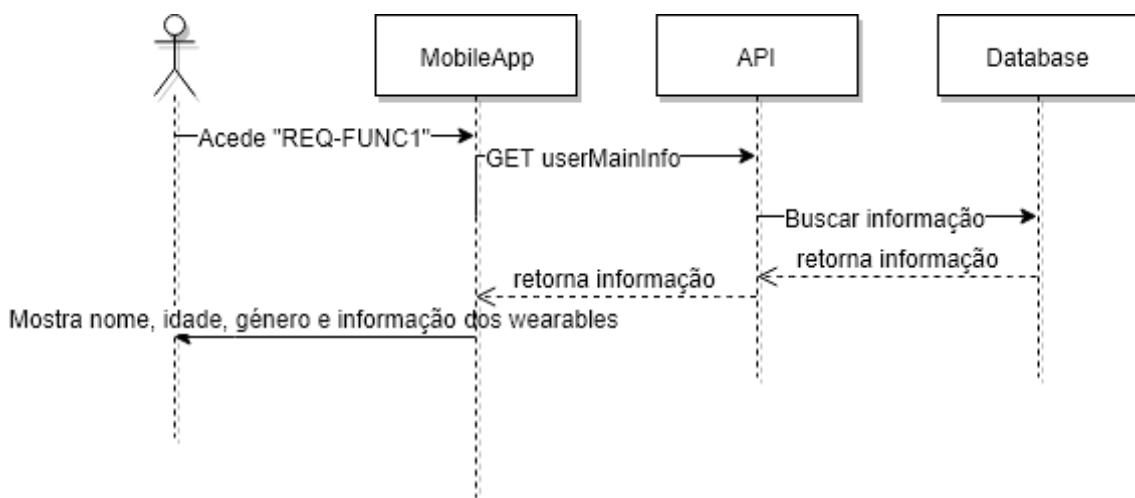 MobileApp
API
Database
Acede "REQ-FUNC1"
GET userMainInfo
Buscar informação
retorna informação
retorna informação
Mostra nome, idade, género e informação dos wearables